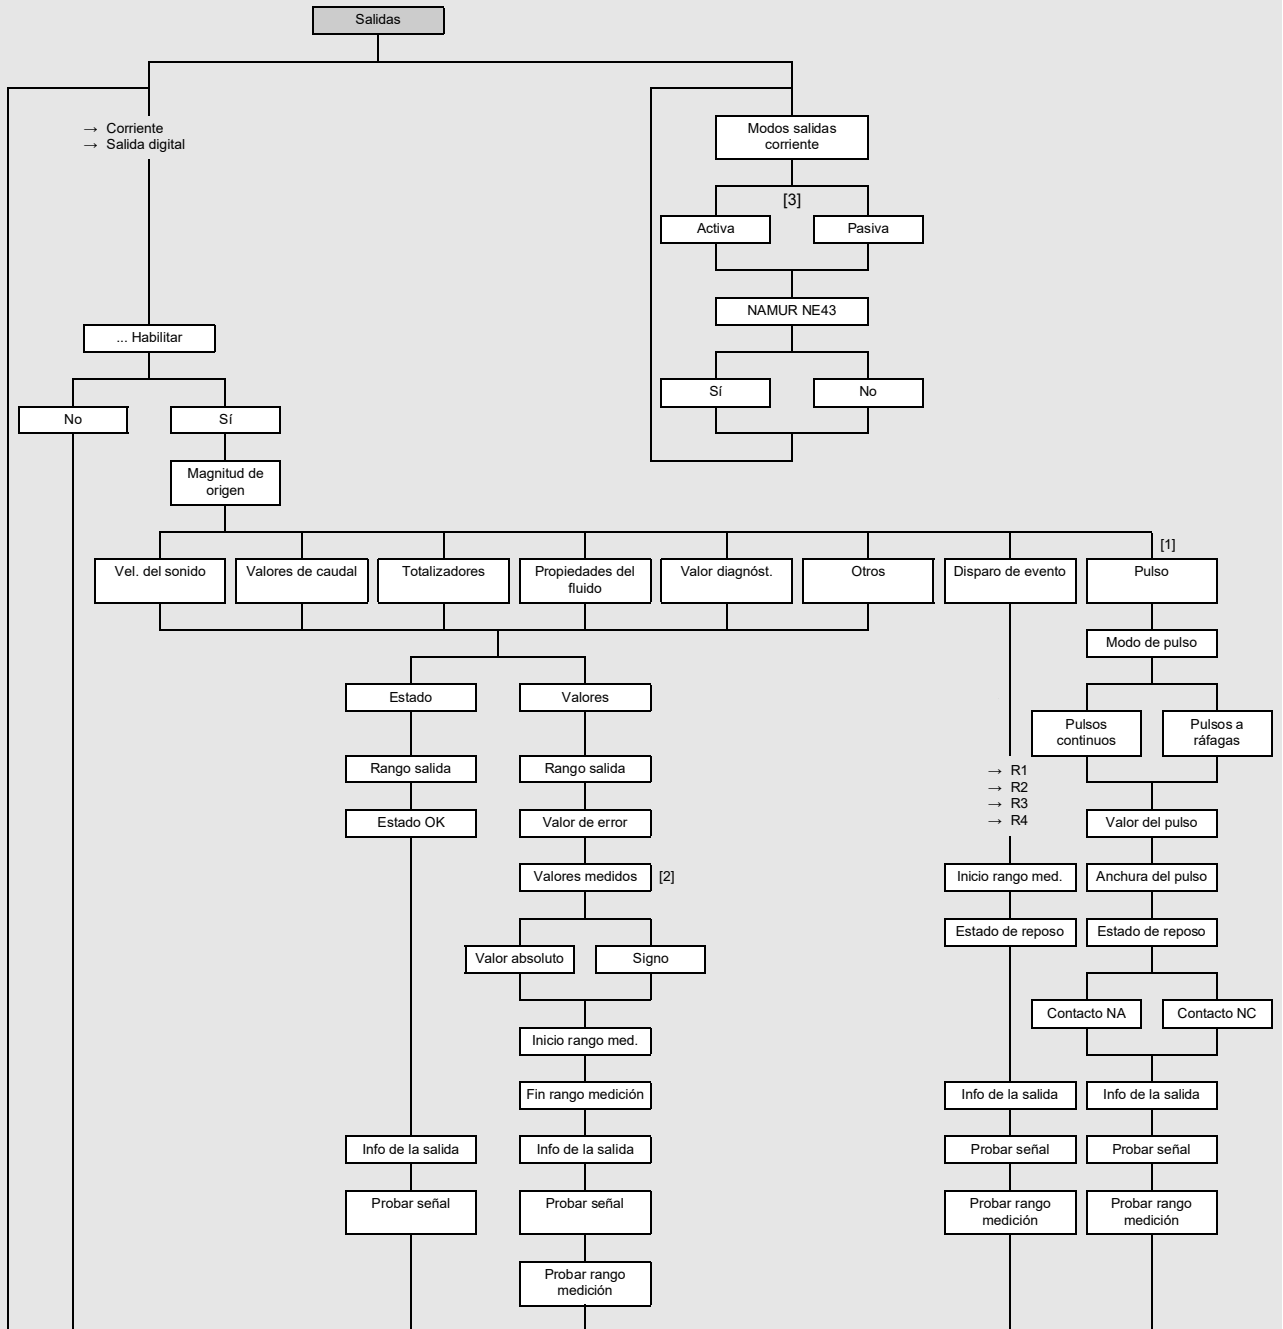 Salidas
→ Corriente
→ Salida digital
Modos salidas
corriente
[3]
Activa
Pasiva
NAMUR NE43
... Habilitar
Sí
No
No
Sí
Magnitud de
origen
[1]
Vel. del sonido
Valores de caudal
Totalizadores
Propiedades del
fluido
Valor diagnóst.
Otros
Disparo de evento
Pulso
Modo de pulso
Estado
Valores
Pulsos
continuos
Pulsos a
ráfagas
Rango salida
Rango salida
→ R1
→ R2
→ R3
→ R4
Estado OK
Valor de error
Valor del pulso
Valores medidos
[2]
Inicio rango med.
Anchura del pulso
Estado de reposo
Estado de reposo
Valor absoluto
Signo
Contacto NA
Contacto NC
Inicio rango med.
Fin rango medición
Info de la salida
Info de la salida
Info de la salida
Info de la salida
Probar señal
Probar señal
Probar señal
Probar señal
Probar rango
medición
Probar rango
medición
Probar rango
medición